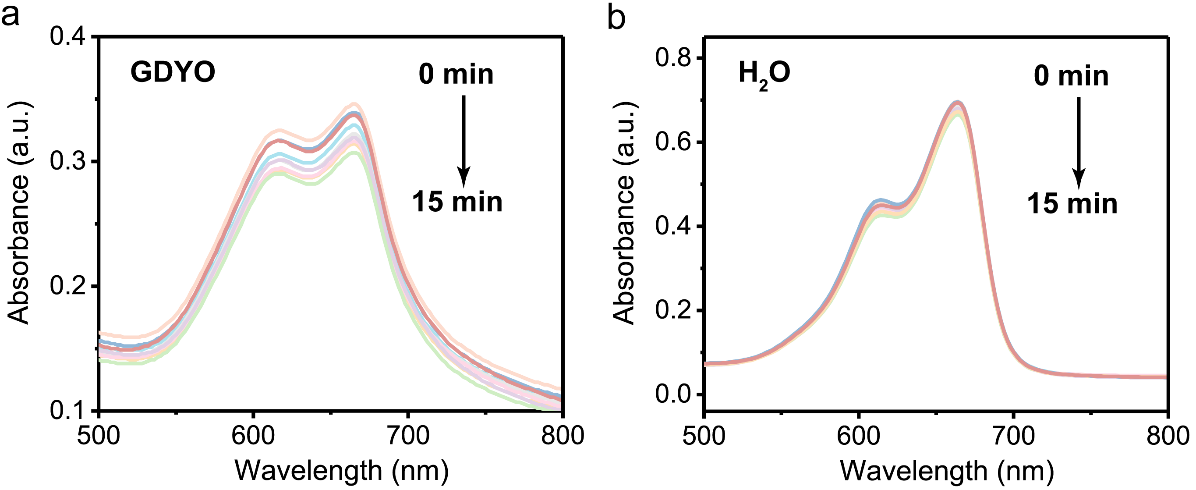 a
GDYO
0 min
15 min
0.4
0.3
0.2
0.1
Absorbance (a.u.)
500
600
700
800
Wavelength (nm)
b
H₂O
0 min
15 min
0.8
0.6
0.4
0.2
0.0
Absorbance (a.u.)
500
600
700
800
Wavelength (nm)